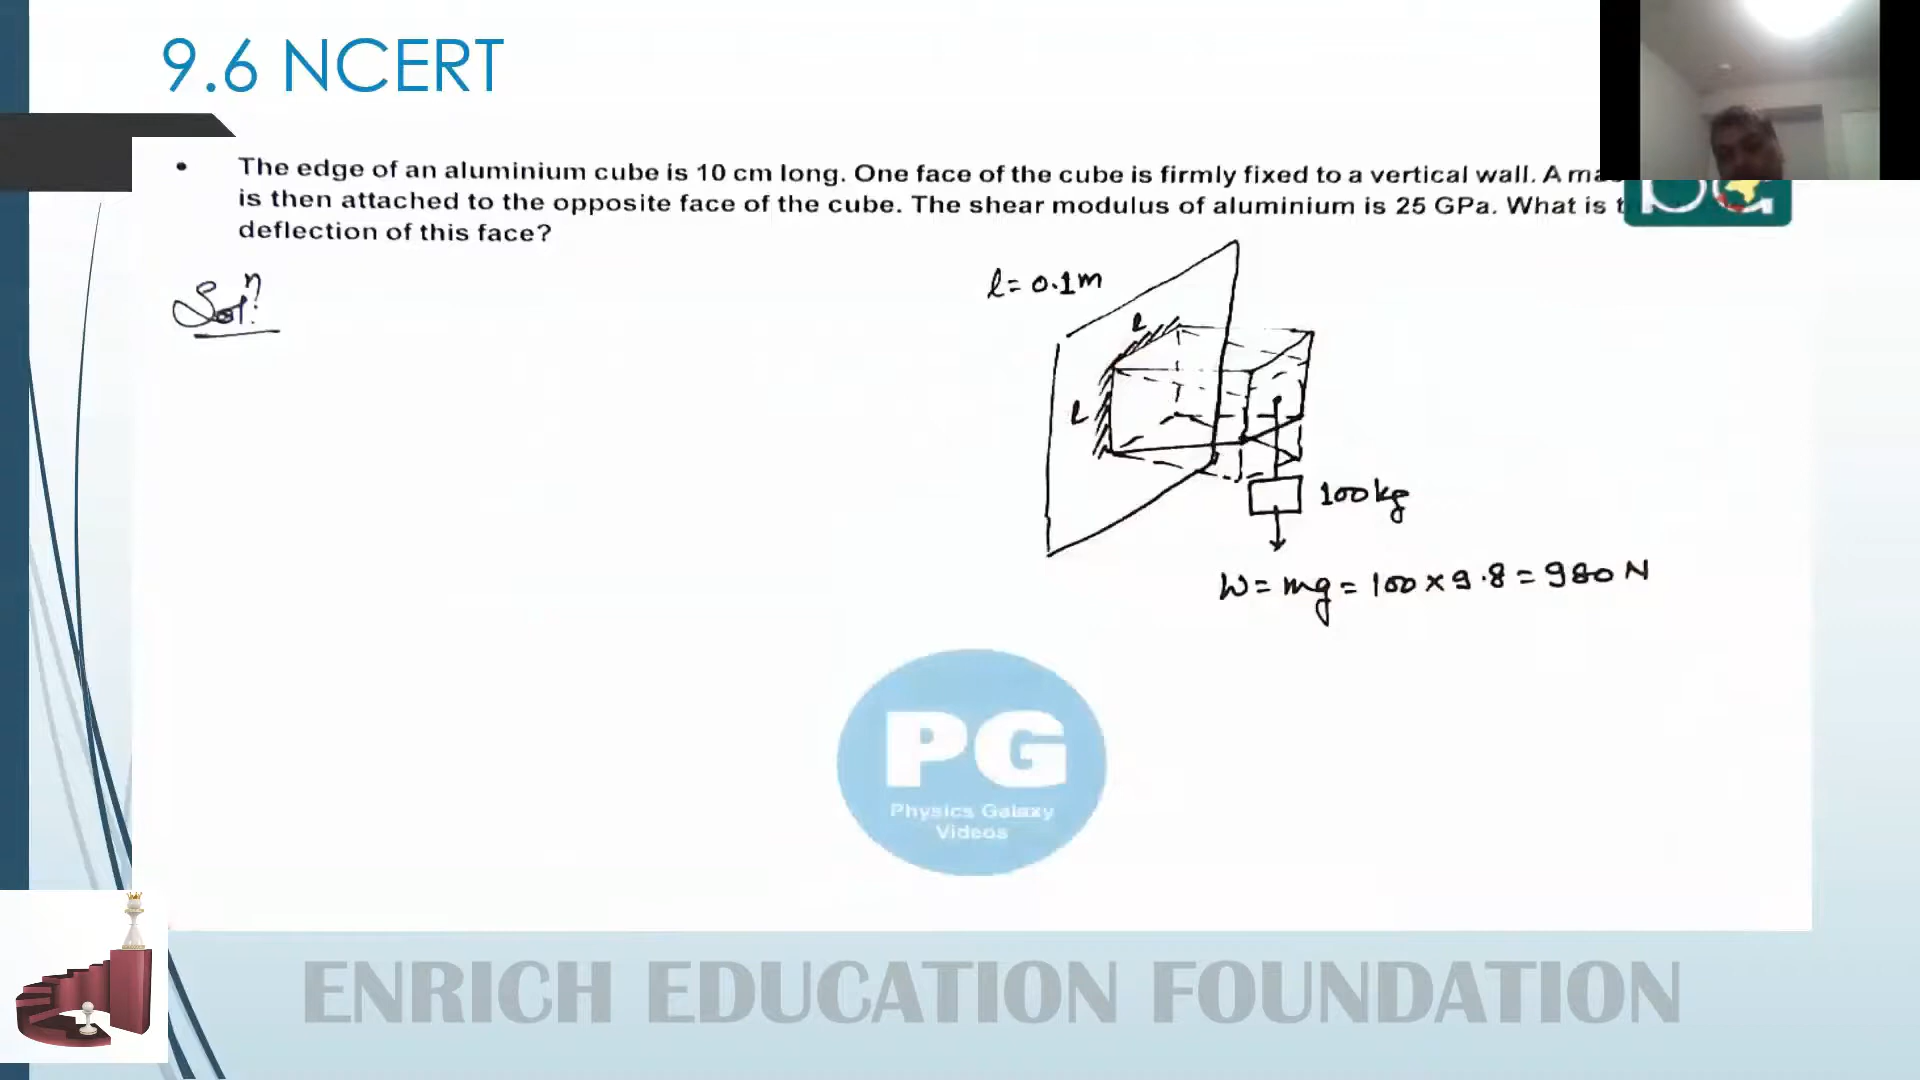 9.6 NCERT
The edge of an aluminium cube is 10 cm long. One face of the cube is firmly fixed to a vertical wall. A
is then attached to the opposite face of the cube. The shear modulus of aluminium is 25 GPa. What is
deflection of this face?
Solⁿ
l = 0.1m
l
l
100kg
W = mg = 100 × 9.8 = 980 N
PG
Physics Galaxy
Videos
ENRICH EDUCATION FOUNDATION